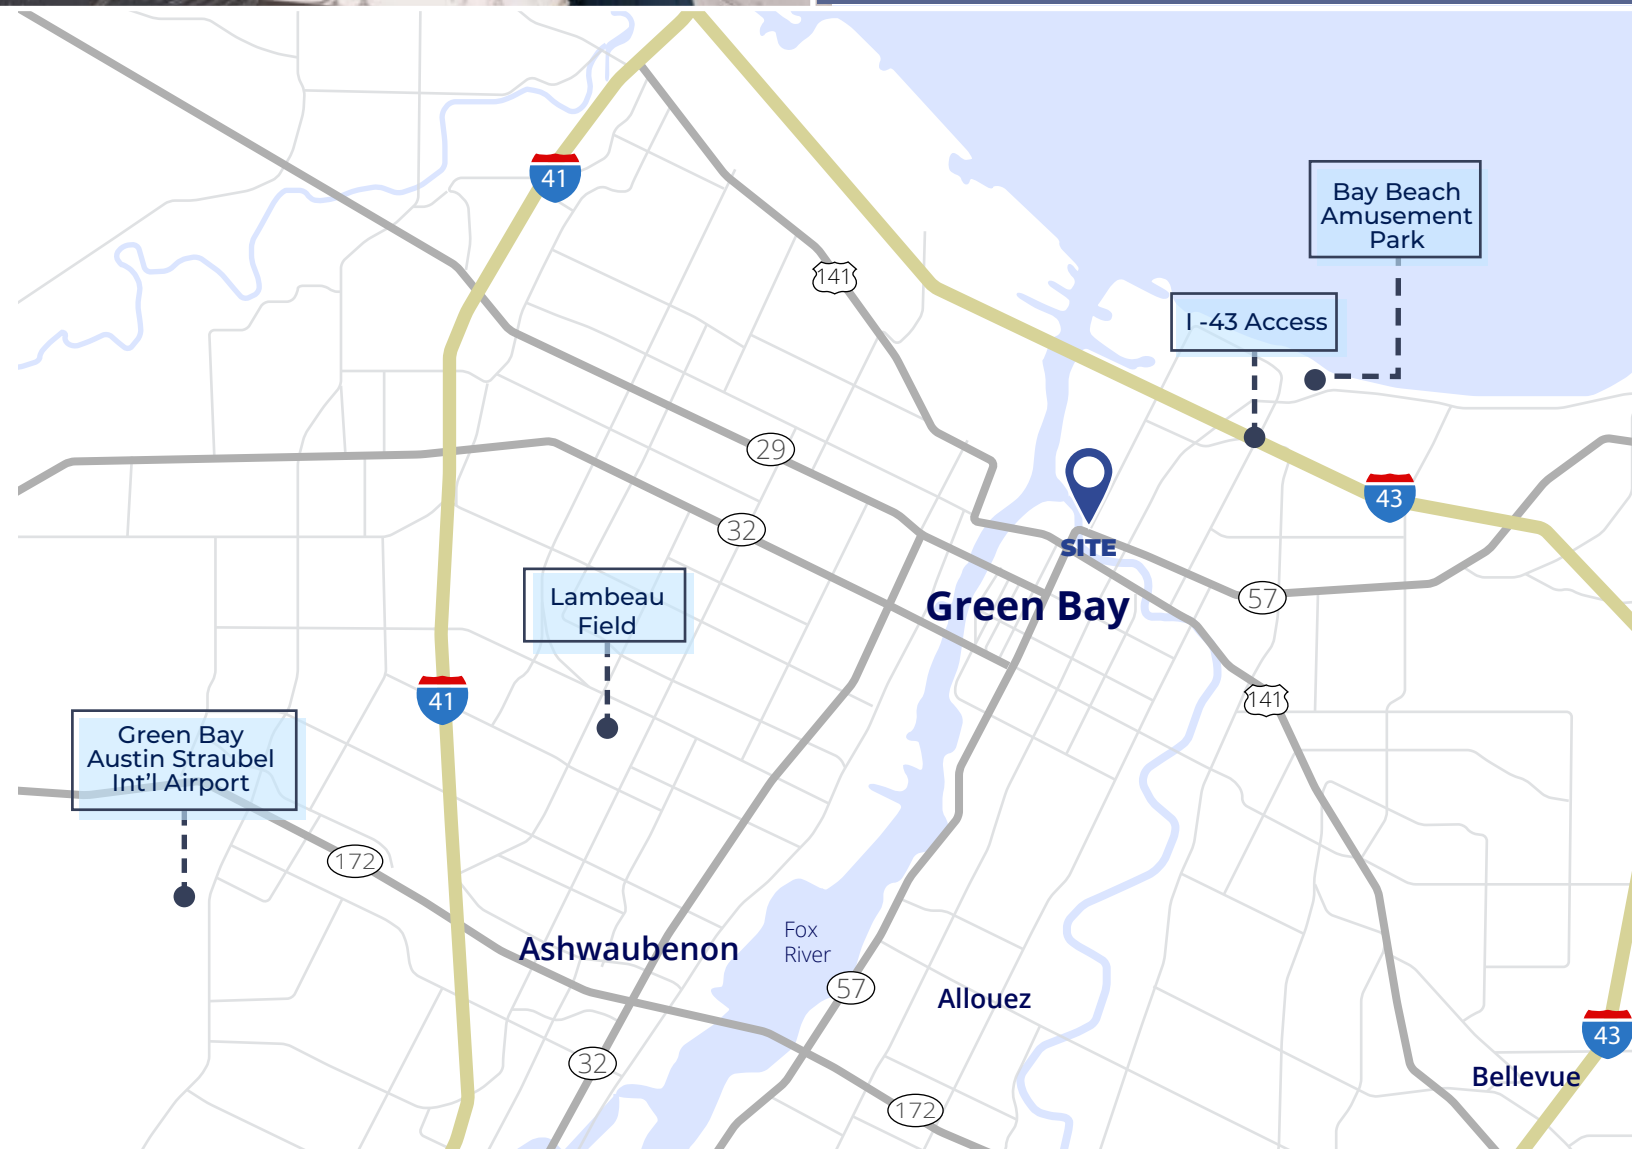 41
Bay Beach
Amusement
Park
141
I -43 Access
29
43
32
SITE
Lambeau
Field
Green Bay
57
41
141
Green Bay
Austin Straubel
Int’l Airport
172
Ashwaubenon
Fox
River
57
Allouez
43
32
Bellevue
172